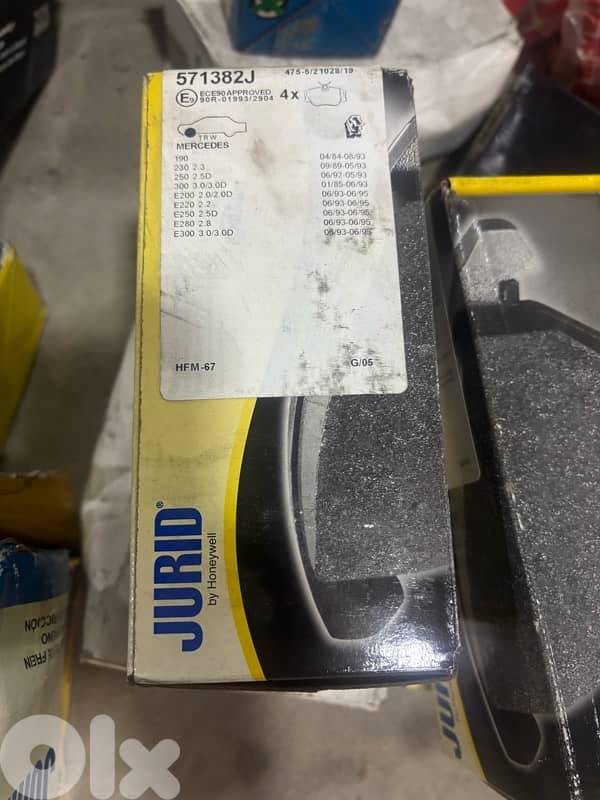 571382J
475-5/21028/19
E9 ECE90APPROVED
90R-01993/2904
4x
TRW
MERCEDES
190 04/84-08/93
230 2.3 09/89-05/93
250 2.5D 06/92-05/93
300 3.0/3.0D 01/85-06/93
E200 2.0/2.0D 06/93-06/95
E220 2.2 06/93-06/95
E250 2.5D 06/93-06/95
E280 2.8 06/93-06/95
E300 3.0/3.0D 06/93-06/95
HFM-67 G/05
JURID®
by Honeywell
JURID
FREIN
olx